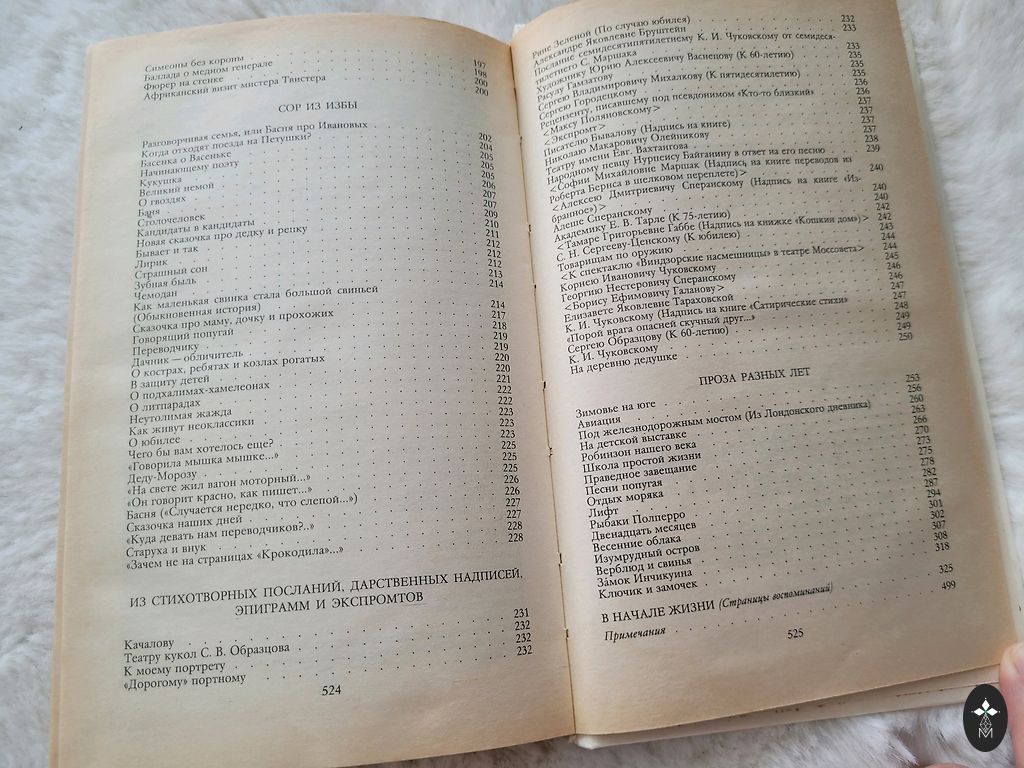 Симеоны без короны 197
Баллада о медном генерале 198
Фюрер на стенке 200
Африканский визит мистера Твистера 200
СОР ИЗ ИЗБЫ
Разговорчивая семья, или Басня про Ивановых 202
Когда отходят поезда на Петушки? 204
Басенка о Васеньке 205
Начинающему поэту 205
Кукушка 205
Великий немой 206
О гвоздях 207
Баня 207
Столочеловек 209
Кандидаты в кандидаты 210
Новая сказочка про дедку и репку 211
Бывает и так 212
Лирик 212
Страшный сон 212
Зубная быль 213
Чемодан 214
Как маленькая свинка стала большой свиньей
(Обыкновенная история) 214
Сказочка про маму, дочку и прохожих 217
Говорящий попугай 218
Переводчику 219
Дачник — обличитель 219
О кострах, ребятах и козлах рогатых 220
В защиту детей 220
О подхалимах-хамелеонах 221
О литпарадах 222
Неутолимая жажда 222
Как живут неоклассики 223
О юбилее 223
Чего бы вам хотелось еще? 223
«Говорила мышка мышке...» 225
Деду-Морозу 225
«На свете жил вагон моторный...» 225
«Он говорит красно, как пишет...» 226
Басня («Случается нередко, что слепой...») 226
Сказочка наших дней 227
«Куда девать нам переводчиков?..» 227
Старуха и внук 228
«Зачем не на страницах «Крокодила»...» 228
ИЗ СТИХОТВОРНЫХ ПОСЛАНИЙ, ДАРСТВЕННЫХ НАДПИСЕЙ,
ЭПИГРАММ И ЭКСПРОМТОВ
Качалову 231
Театру кукол С. В. Образцова 232
К моему портрету 232
«Дорогому» портному 232
524
Рине Зеленой (По случаю юбилея) 232
Александре Яковлевне Бруштейн 233
Послание семидесятипятилетнему К. И. Чуковскому от семидеся-
тилетнего С. Маршака 233
Художнику Юрию Алексеевичу Васнецову (К 60-летию) 235
Расулу Гамзатову 235
Сергею Владимировичу Михалкову (К пятидесятилетию) 235
Сергею Городецкому 236
Рецензенту, писавшему под псевдонимом «Кто-то близкий» 236
<Максу Поляновскому> 237
<Экспромт> 237
Писателю Бывалову (Надпись на книге) 237
Николаю Макаровичу Олейникову 237
Театру имени Евг. Вахтангова 238
Народному певцу Нурпеису Байганину в ответ на его песню 239
<Софии Михайловне Маршак (Надпись на книге переводов из
Роберта Бернса в шелковом переплете)> 240
<Алексею Дмитриевичу Сперанскому (Надпись на книге «Из-
бранное»)> 240
Алеше Сперанскому 240
Академику Е. В. Тарле (К 75-летию) 242
<Тамаре Григорьевне Габбе (Надпись на книжке «Кошкин дом»)> 242
С. Н. Сергееву-Ценскому (К юбилею) 243
Товарищам по оружию 244
<К спектаклю «Виндзорские насмешницы» в театре Моссовета> 244
Корнею Ивановичу Чуковскому 245
Георгию Нестеровичу Сперанскому 246
<Борису Ефимовичу Галанову> 246
Елизавете Яковлевне Тараховской 247
К. И. Чуковскому (Надпись на книге «Сатирические стихи» 247
«Порой врага опасней скучный друг...» 248
Сергею Образцову (К 60-летию) 249
К. И. Чуковскому 249
На деревню дедушке 250
ПРОЗА РАЗНЫХ ЛЕТ
Зимовье на юге 253
Авиация 256
Под железнодорожным мостом (Из Лондонского дневника) 260
На детской выставке 263
Робинзон нашего века 266
Школа простой жизни 270
Праведное завещание 273
Песни попугая 275
Отдых моряка 278
Лифт 282
Рыбаки Полперро 287
Двенадцать месяцев 294
Весенние облака 301
Изумрудный остров 302
Верблюд и свинья 307
Замок Инчикуина 308
Ключик и замочек 318
В НАЧАЛЕ ЖИЗНИ (Страницы воспоминаний) 325
Примечания 499
525
М